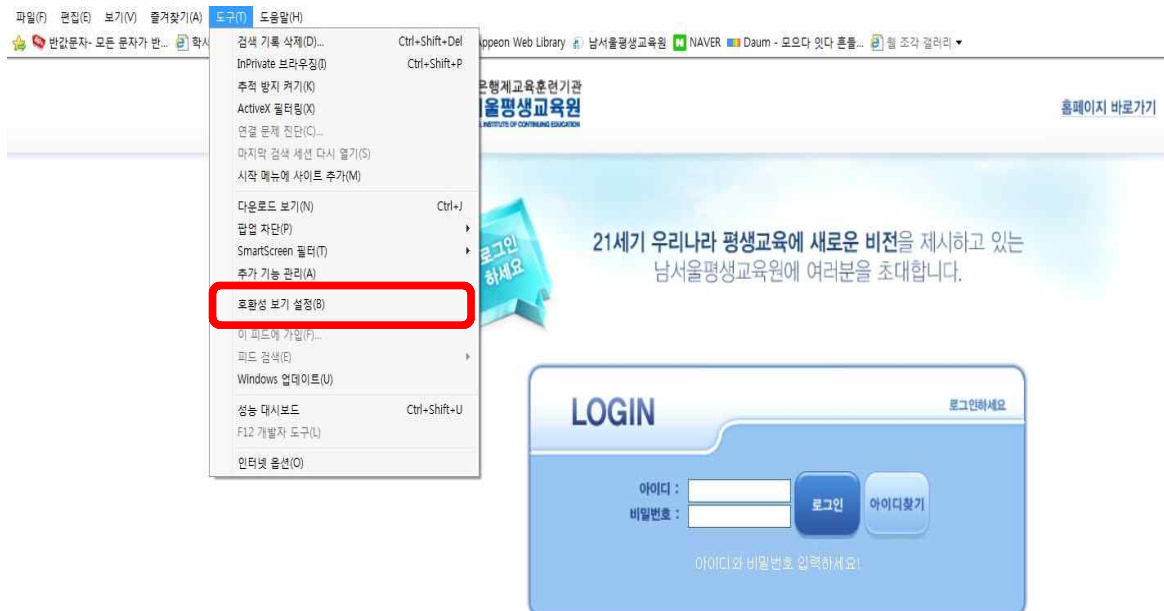 파일(F) 편집(E) 보기(V) 즐겨찾기(A) 도구(T) 도움말(H)
반값문자- 모든 문자가 반... 학사 Appeon Web Library 남서울평생교육원 NAVER Daum - 모으다 잇다 흔들... 웹 조각 갤러리
검색 기록 삭제(D)... Ctrl+Shift+Del
InPrivate 브라우징(I) Ctrl+Shift+P
추적 방지 켜기(K)
ActiveX 필터링(X)
연결 문제 진단(C)...
마지막 검색 세션 다시 열기(S)
시작 메뉴에 사이트 추가(M)
다운로드 보기(N) Ctrl+J
팝업 차단(P)
SmartScreen 필터(T)
추가 기능 관리(A)
호환성 보기 설정(B)
이 피드에 가입(F)...
피드 검색(E)
Windows 업데이트(U)
성능 대시보드 Ctrl+Shift+U
F12 개발자 도구(L)
인터넷 옵션(O)
은행제교육훈련기관
서울평생교육원
INSTITUTE OF CONTINUING EDUCATION
홈페이지 바로가기
로그인
하세요
21세기 우리나라 평생교육에 새로운 비전을 제시하고 있는
남서울평생교육원에 여러분을 초대합니다.
LOGIN
로그인하세요
아이디 :
비밀번호 :
로그인
아이디찾기
아이디와 비밀번호 입력하세요!